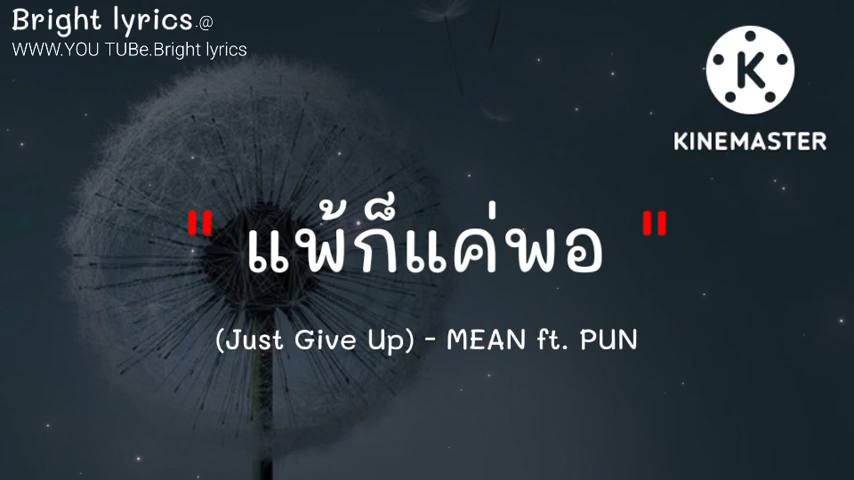 Bright lyrics.@
WWW.YOU TUBe.Bright lyrics
K
KINEMASTER
" แพ้ก็แค่พอ "
(Just Give Up) - MEAN ft. PUN